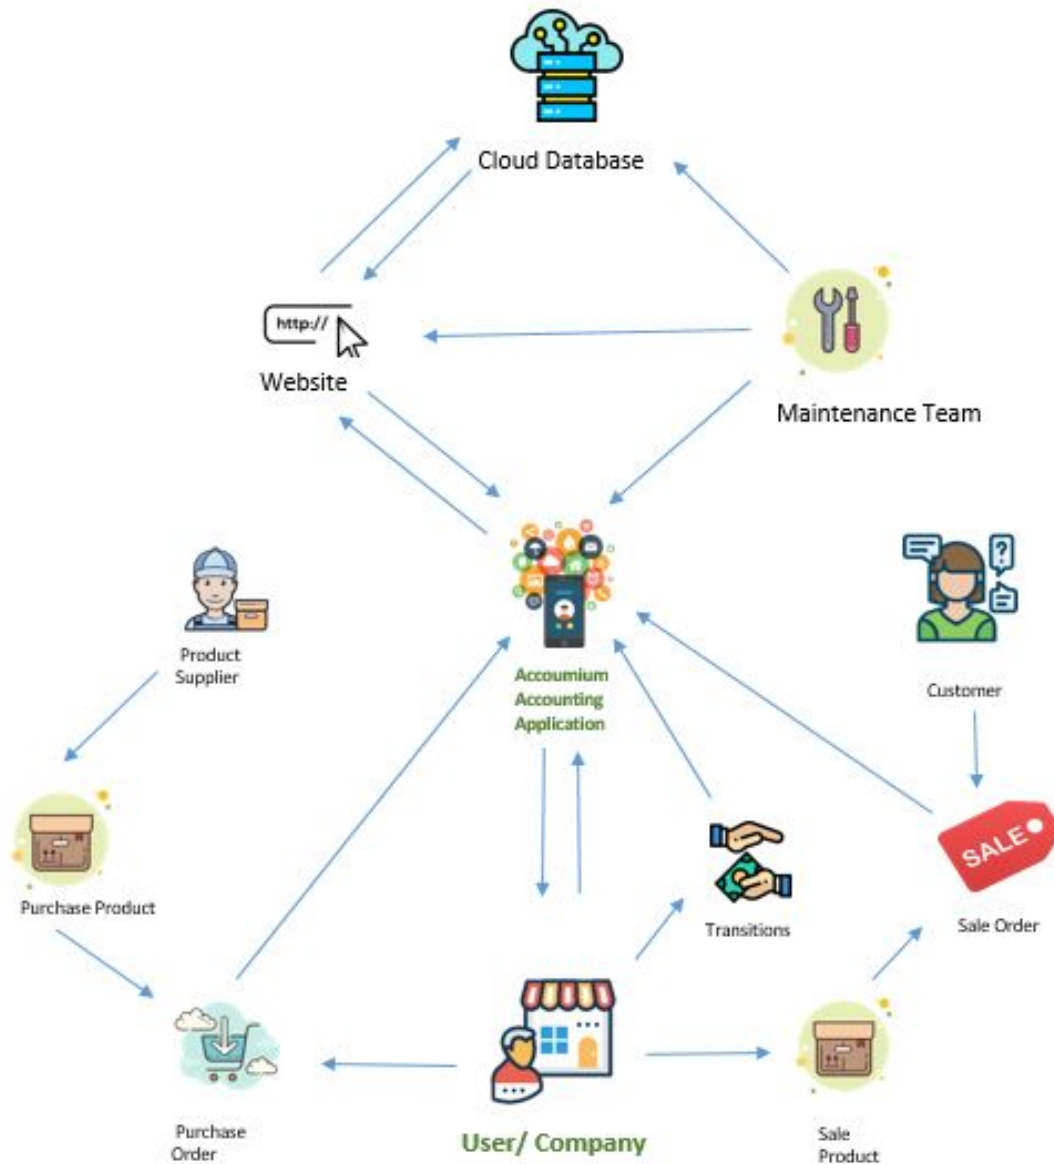 Cloud Database
http://
Website
Maintenance Team
Product
Supplier
Accoumium
Accounting
Application
Customer
SALE
Purchase Product
Transitions
Sale Order
Purchase
Order
User/ Company
Sale
Product
?